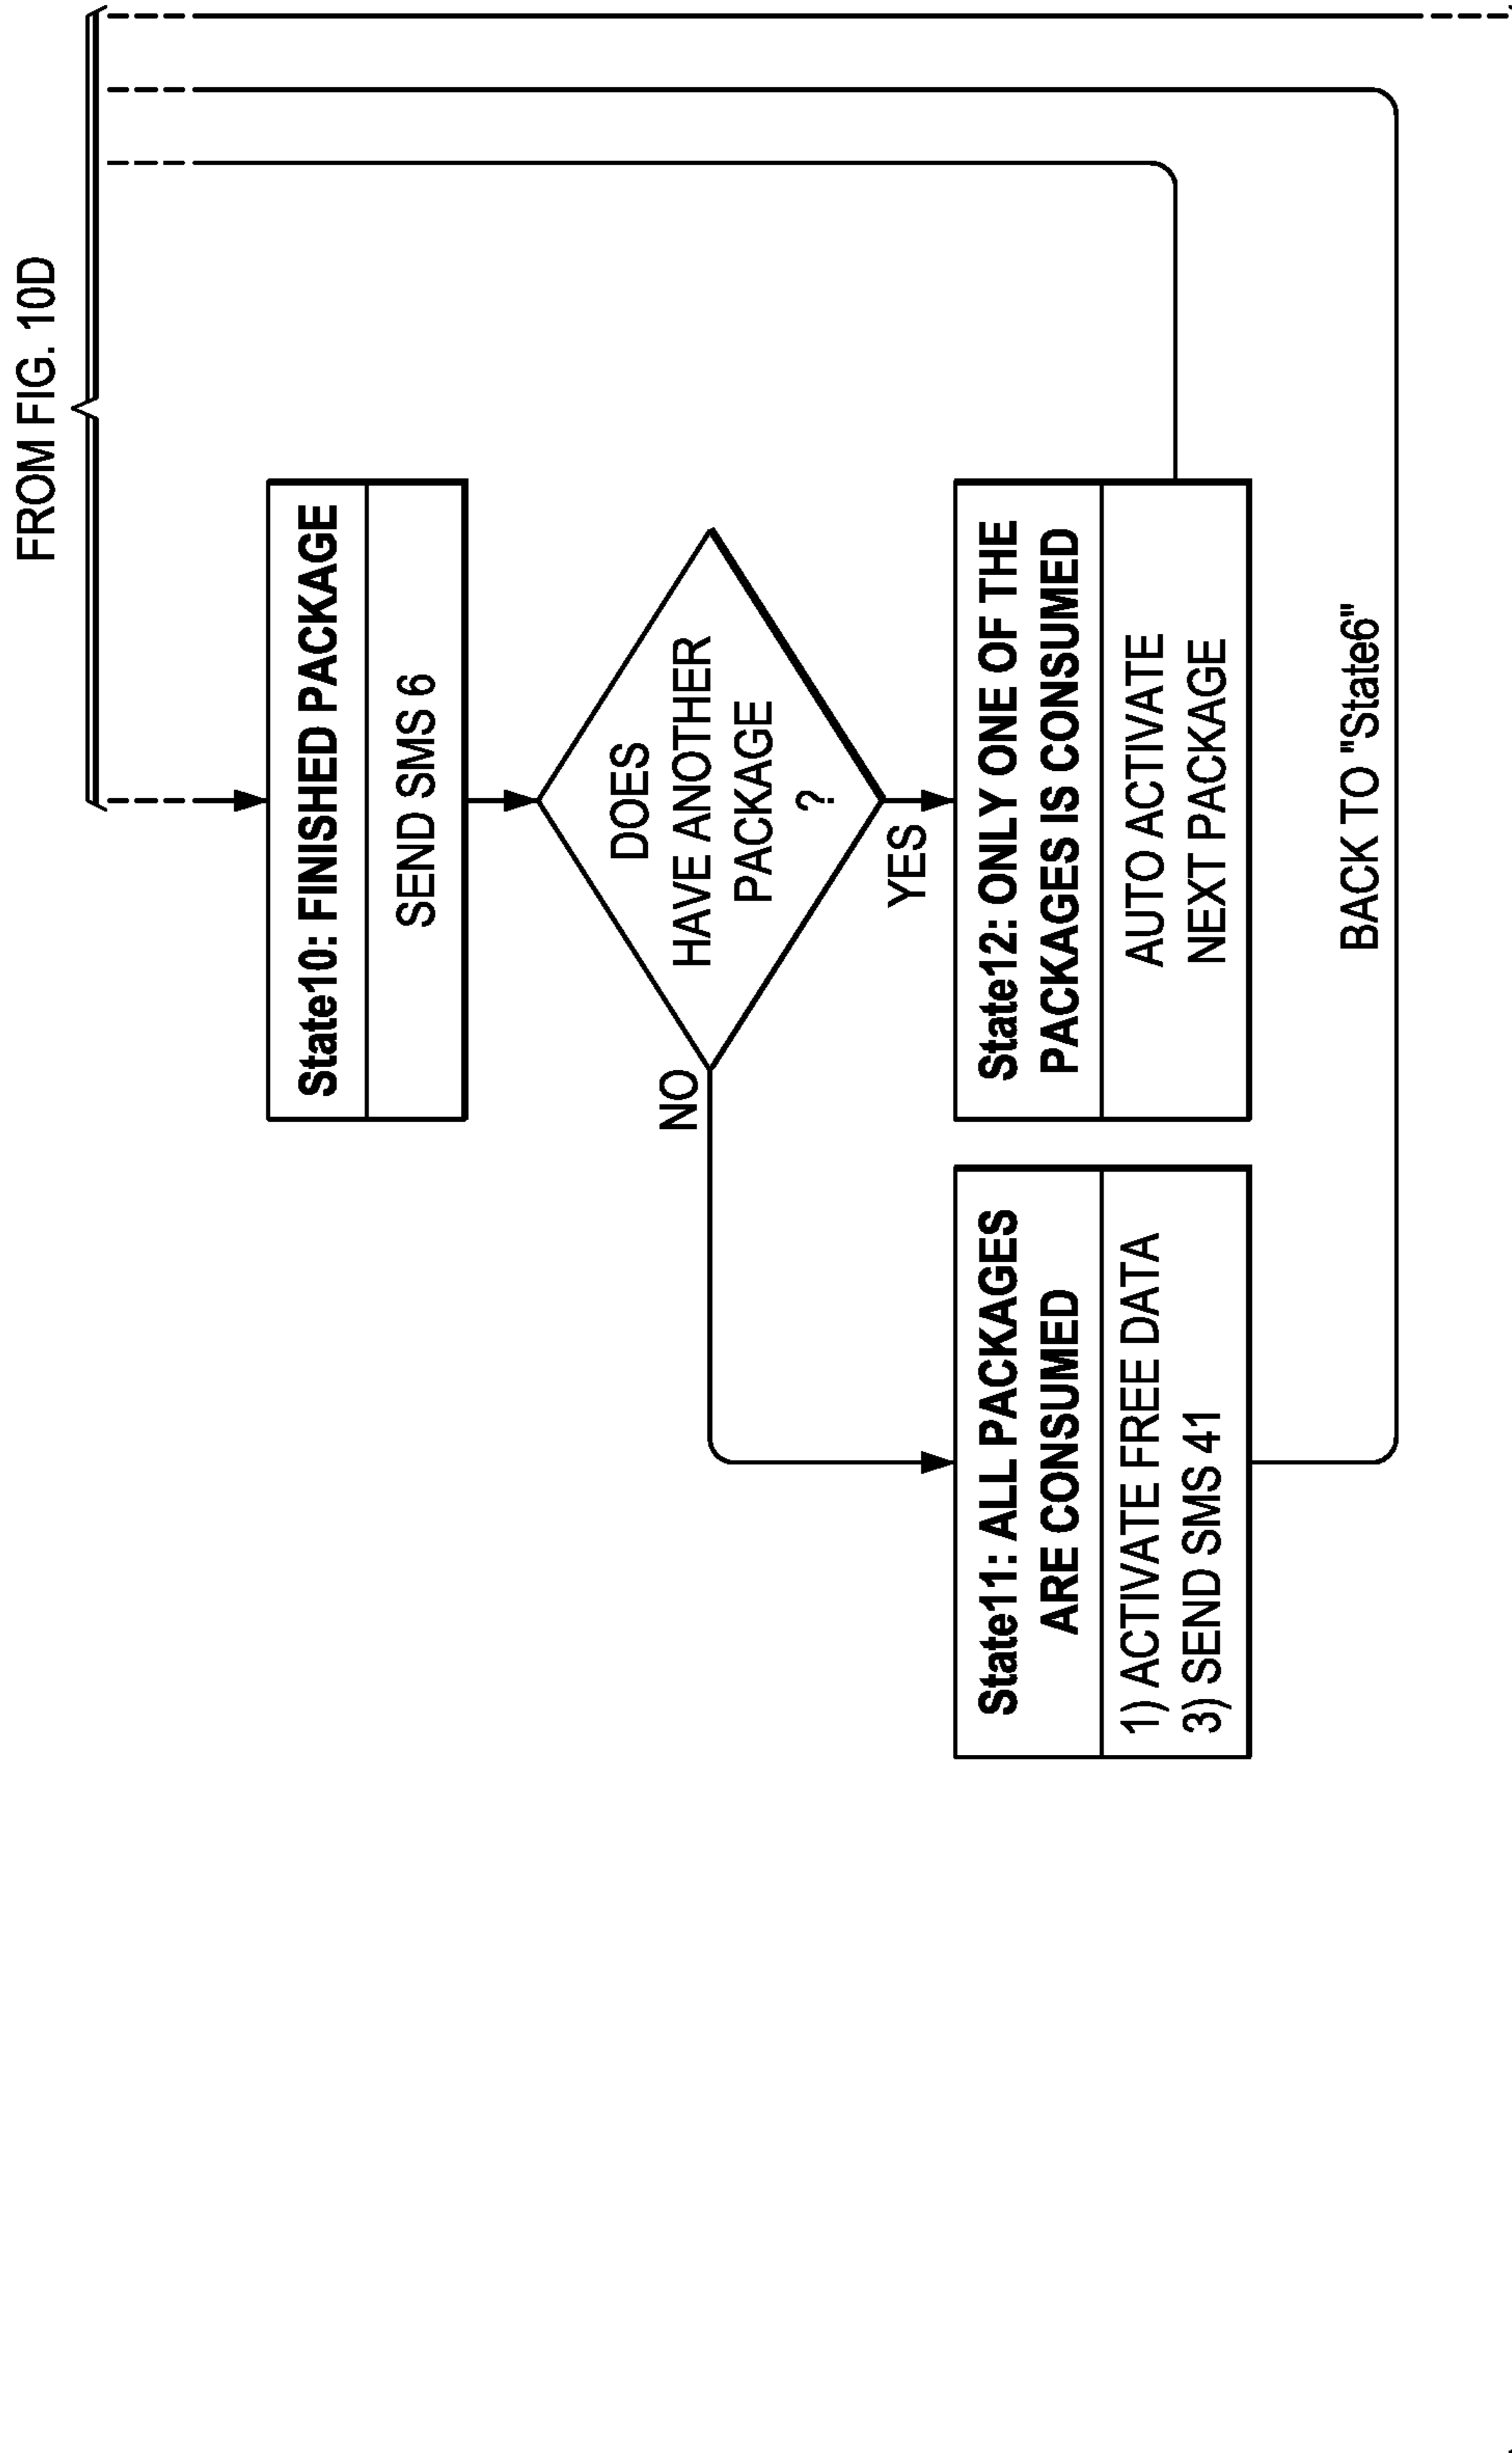 FROM FIG. 10D
State10: FINISHED PACKAGE
SEND SMS 6
DOES
HAVE ANOTHER
PACKAGE
?
NO
YES
State11: ALL PACKAGES
ARE CONSUMED
1) ACTIVATE FREE DATA
3) SEND SMS 41
State12: ONLY ONE OF THE
PACKAGES IS CONSUMED
AUTO ACTIVATE
NEXT PACKAGE
BACK TO "State6"